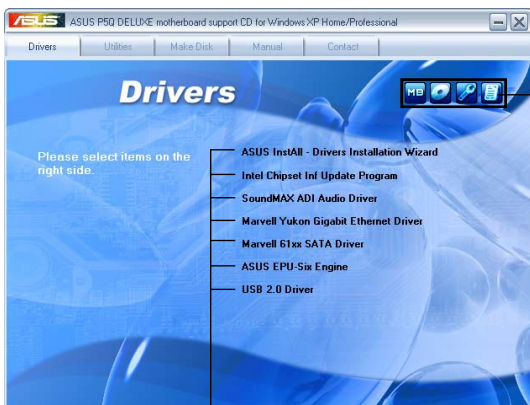 ASUS P5Q DELUXE motherboard support CD for Windows XP Home/Professional
Drivers
Utilities
Make Disk
Manual
Contact
Drivers
MB
Please select items on the
right side.
ASUS InstAll - Drivers Installation Wizard
Intel Chipset Inf Update Program
SoundMAX ADI Audio Driver
Marvell Yukon Gigabit Ethernet Driver
Marvell 61xx SATA Driver
ASUS EPU-Six Engine
USB 2.0 Driver